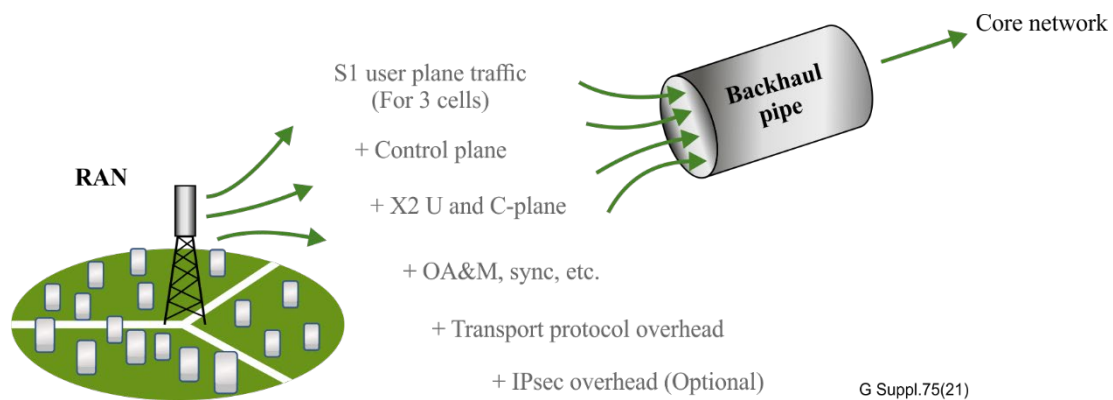 Core network
S1 user plane traffic
(For 3 cells)
Backhaul
pipe
+ Control plane
RAN
+ X2 U and C-plane
+ OA&M, sync, etc.
+ Transport protocol overhead
+ IPsec overhead (Optional)
G Suppl.75(21)